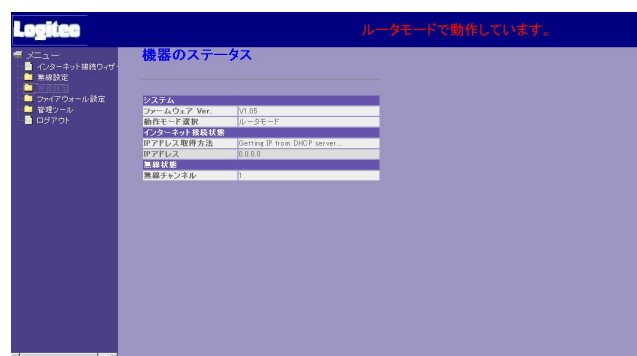 Logitec
ルータモードで動作しています。
メニュー
インターネット接続ウィザ
無線設定
ファイアウォール設定
管理ツール
ログアウト
機器のステータス
システム
ファームウェア Ver. V1.05
動作モード選択 ルータモード
インターネット接続状態
IPアドレス取得方法 Getting IP from DHCP server...
IPアドレス 0.0.0.0
無線状態
無線チャンネル 1